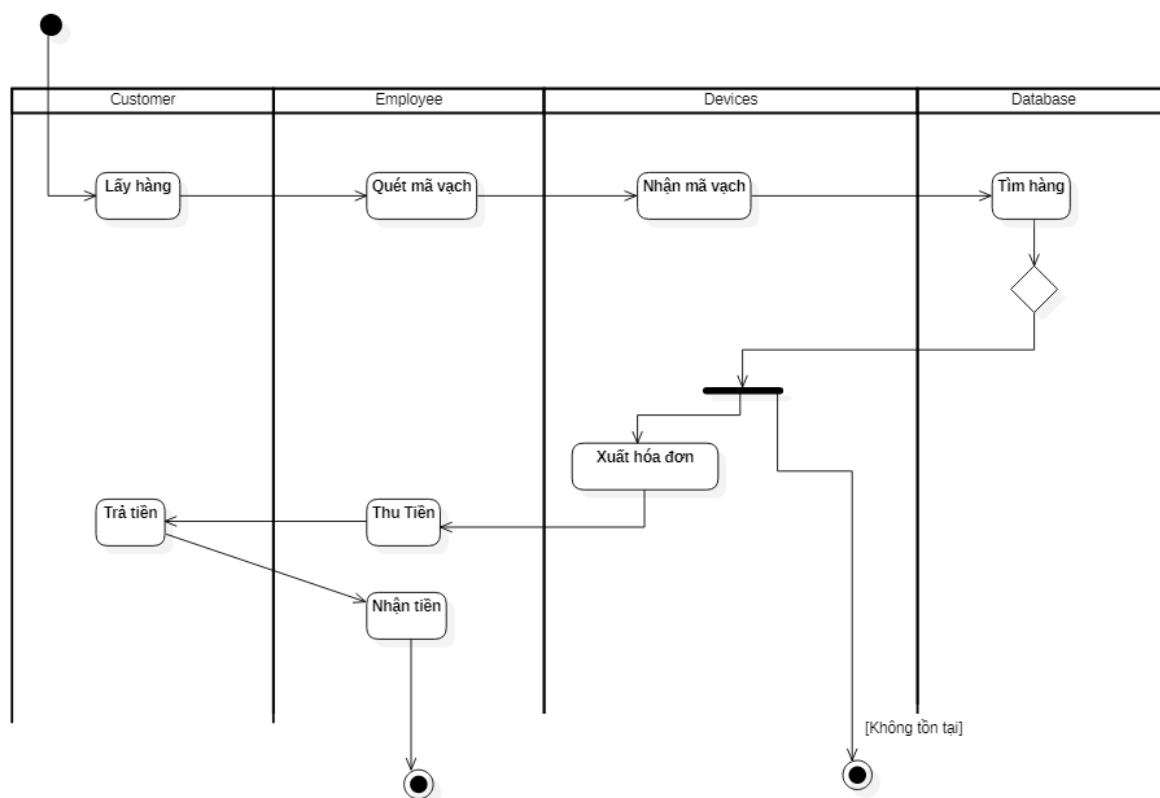 Customer
Employee
Devices
Database
Lấy hàng
Quét mã vạch
Nhận mã vạch
Tìm hàng
Xuất hóa đơn
Trả tiền
Thu Tiền
Nhận tiền
[Không tồn tại]